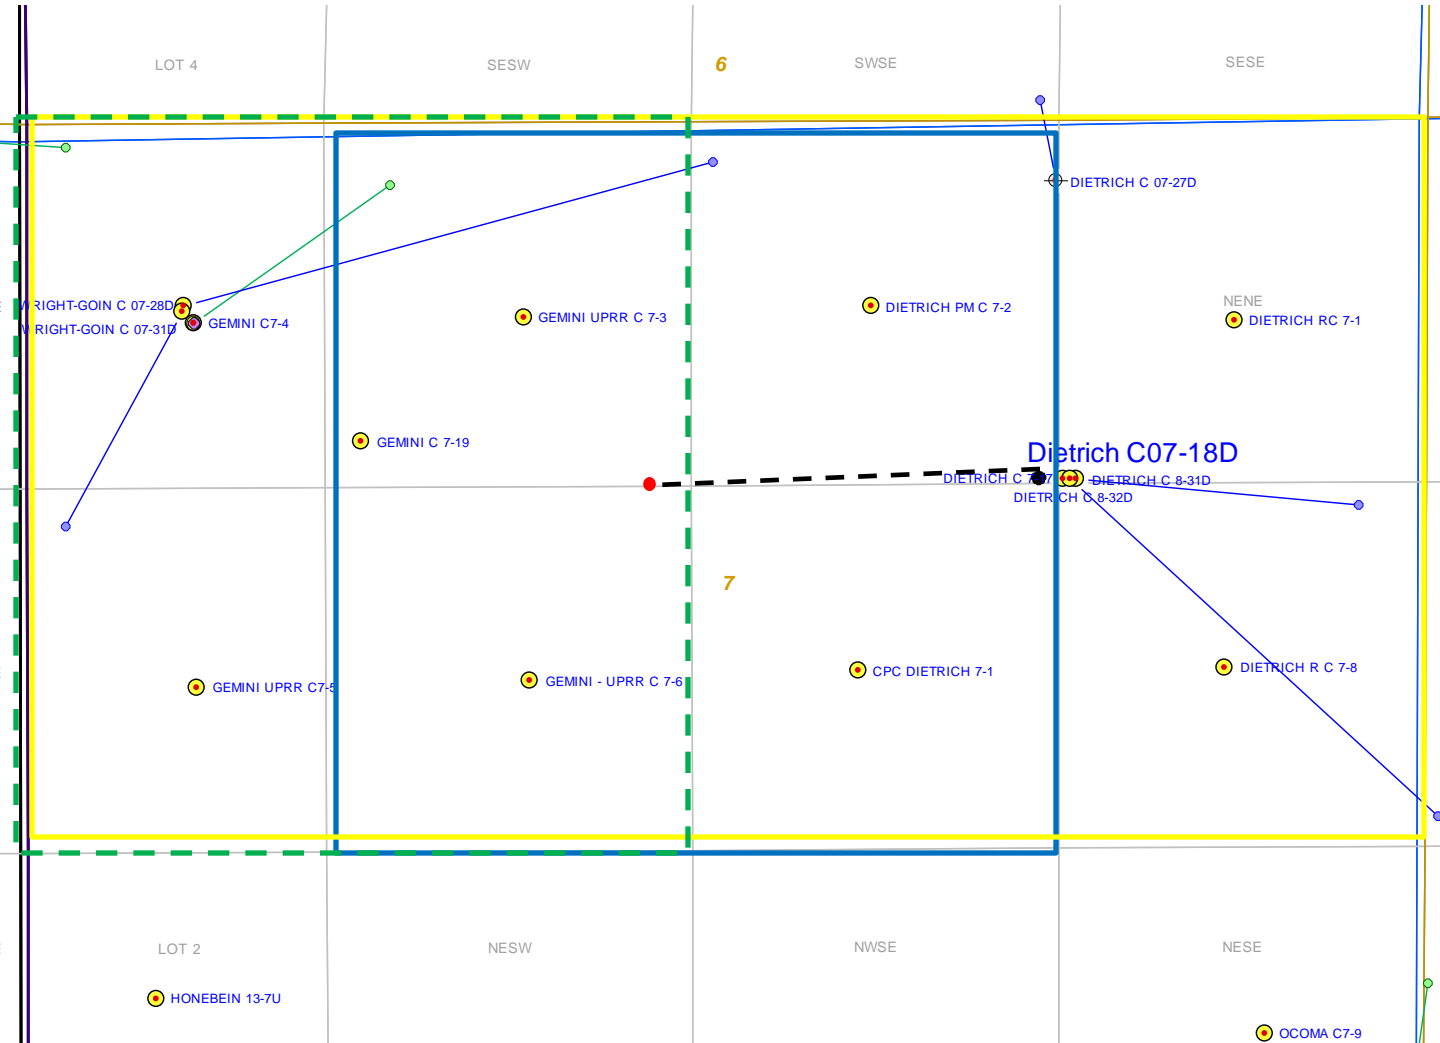 LOT 4
SESW
6
SWSE
SESE
DIETRICH C 07-27D
WRIGHT-GOIN C 07-28D
WRIGHT-GOIN C 07-31D
GEMINI C7-4
GEMINI UPRR C 7-3
DIETRICH PM C 7-2
NENE
DIETRICH RC 7-1
GEMINI C 7-19
Dietrich C07-18D
DIETRICH C 7
DIETRICH C 8-31D
DIETRICH C 8-32D
7
GEMINI UPRR C7-5
GEMINI - UPRR C 7-6
CPC DIETRICH 7-1
DIETRICH R C 7-8
LOT 2
NESW
NWSE
NESE
HONEBEIN 13-7U
OCOMA C7-9